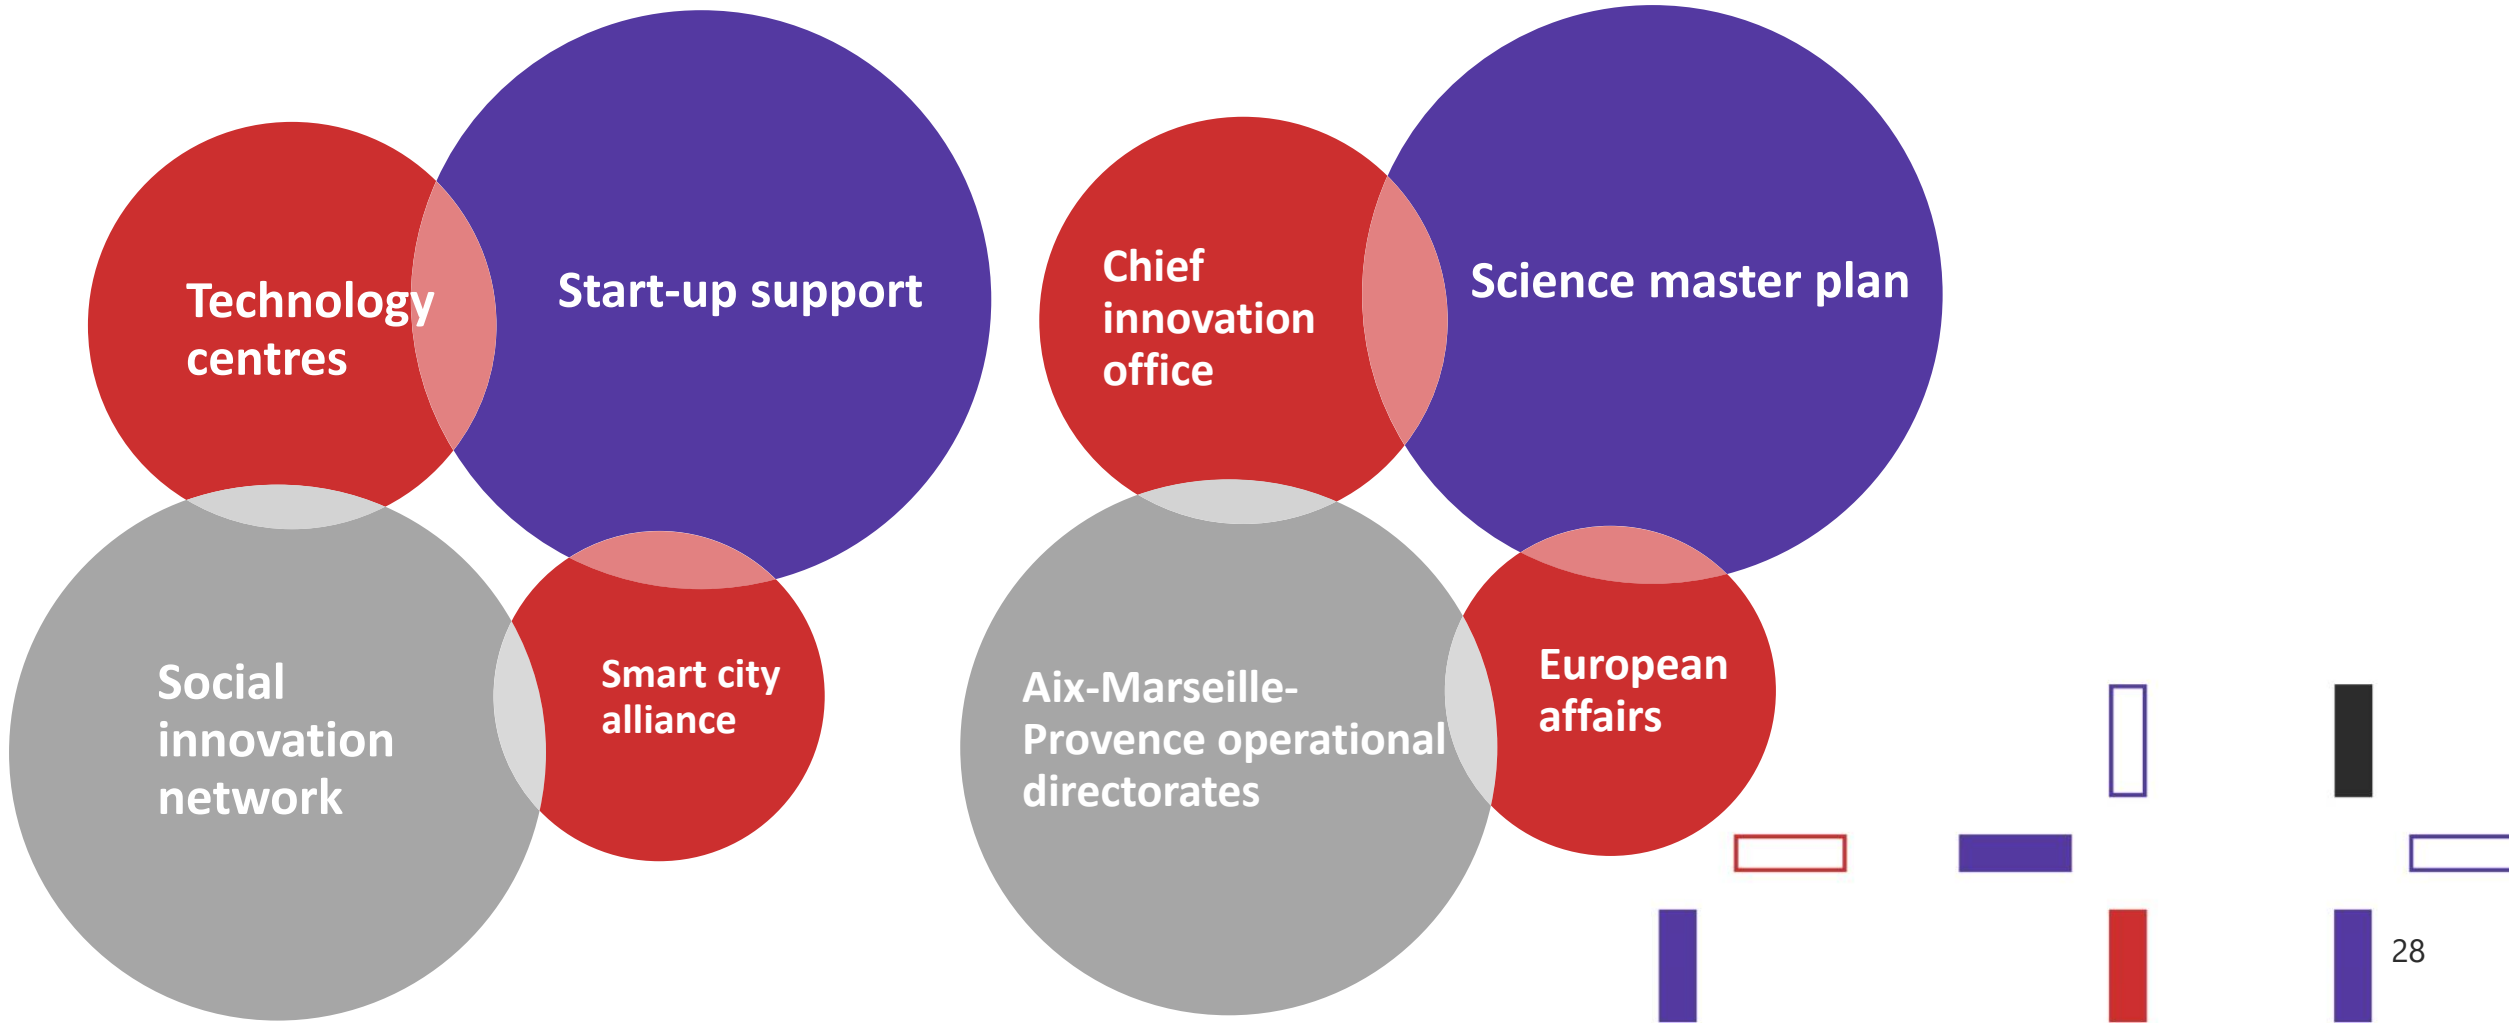 Technology
centres
Start-up support
Social
innovation
network
Smart city
alliance
Chief
innovation
office
Science master plan
Aix-Marseille-
Provence operational
directorates
European
affairs
28